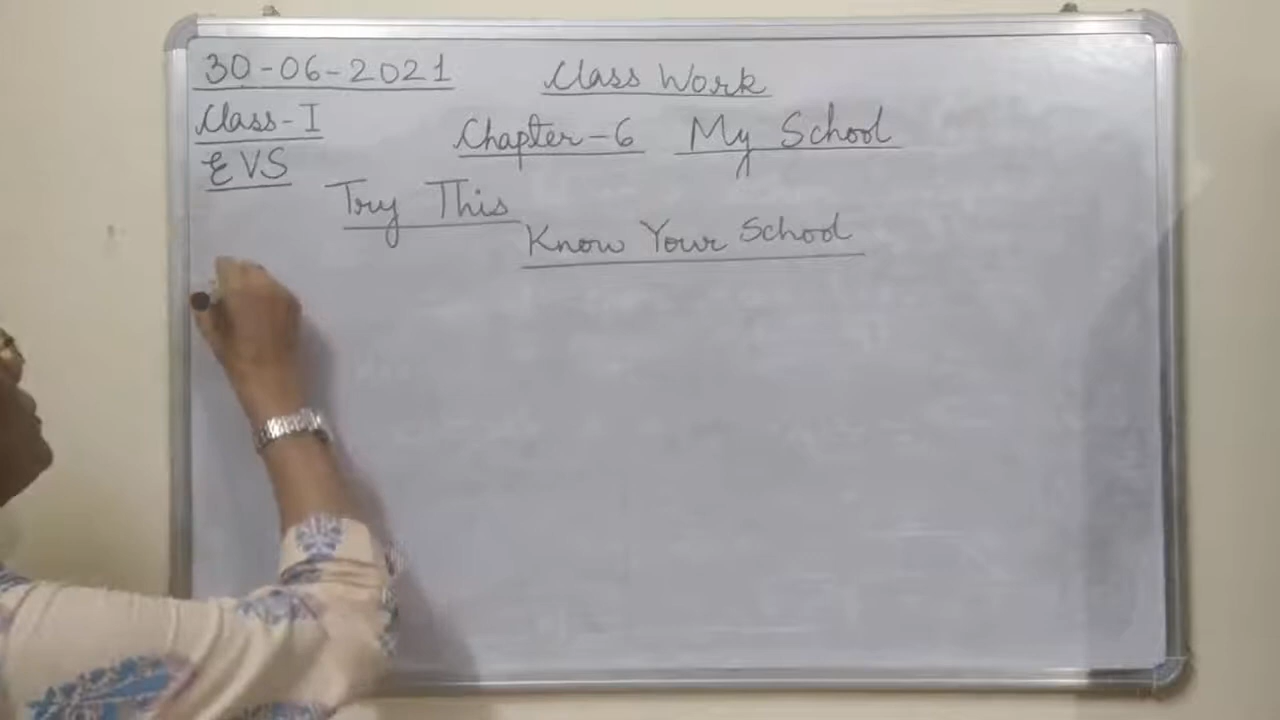 30-06-2021 Class Work
Class-I
Chapter-6 My School
EVS
Try This
Know Your School